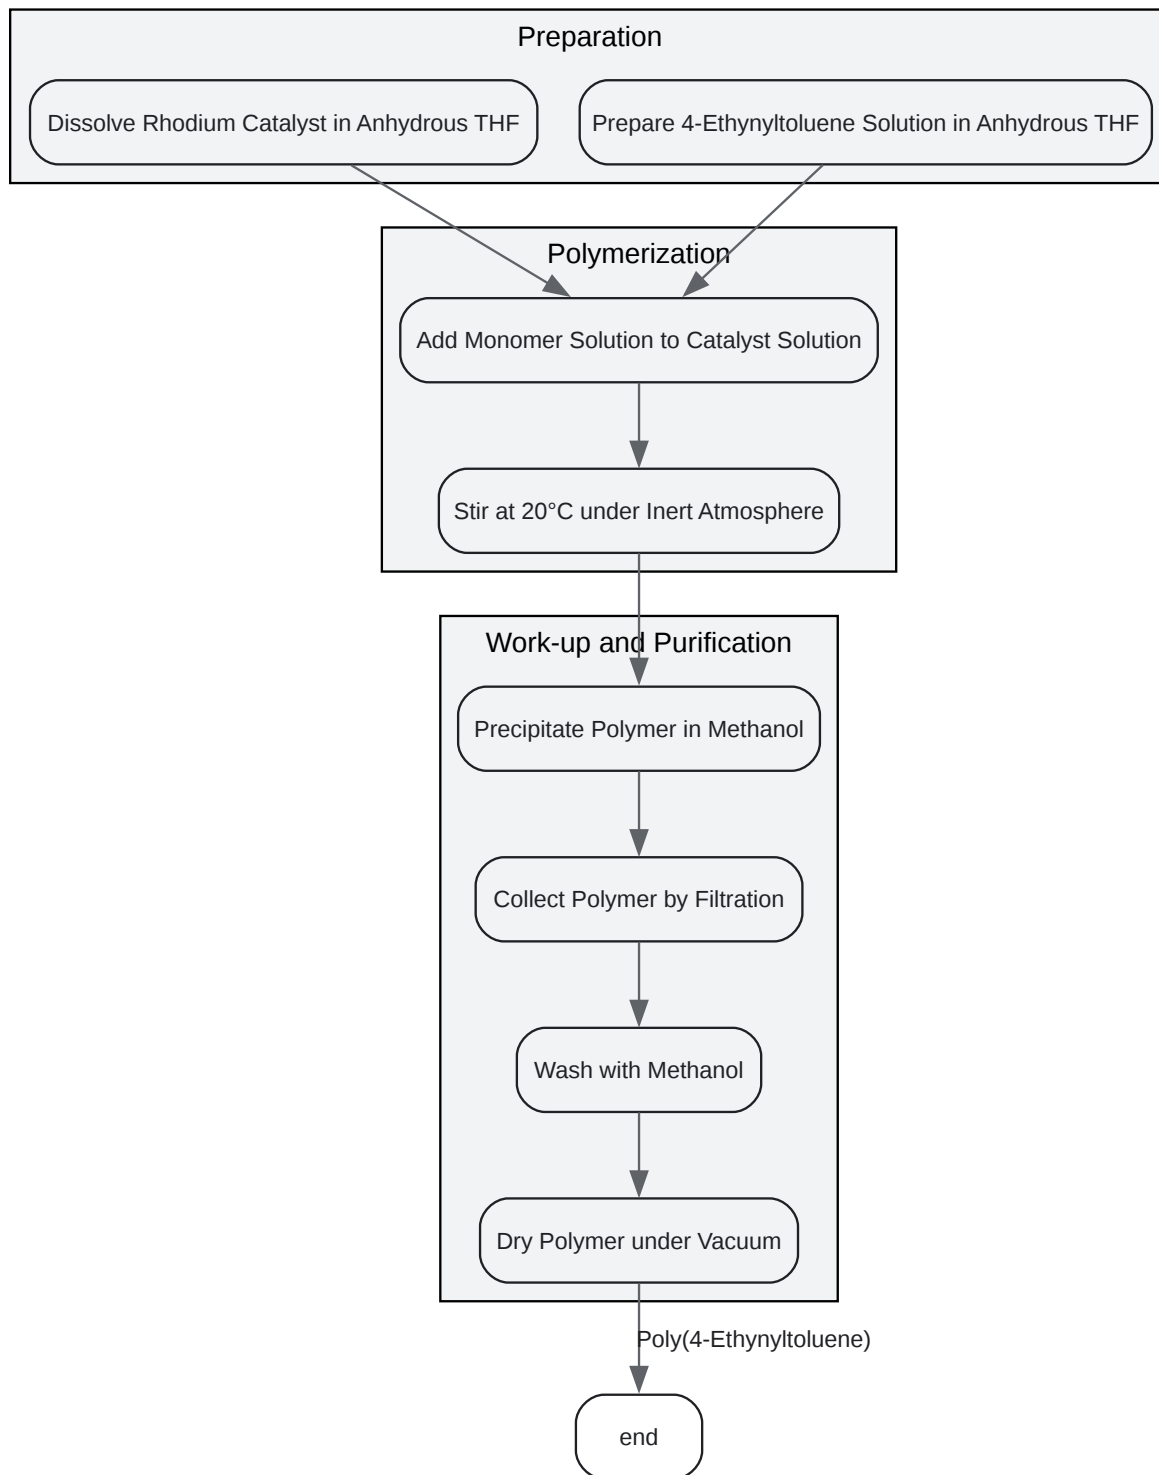 Preparation
Dissolve Rhodium Catalyst in Anhydrous THF
Prepare 4-Ethynyltoluene Solution in Anhydrous THF
Polymerization
Add Monomer Solution to Catalyst Solution
Stir at 20°C under Inert Atmosphere
Work-up and Purification
Precipitate Polymer in Methanol
Collect Polymer by Filtration
Wash with Methanol
Dry Polymer under Vacuum
Poly(4-Ethynyltoluene)
end